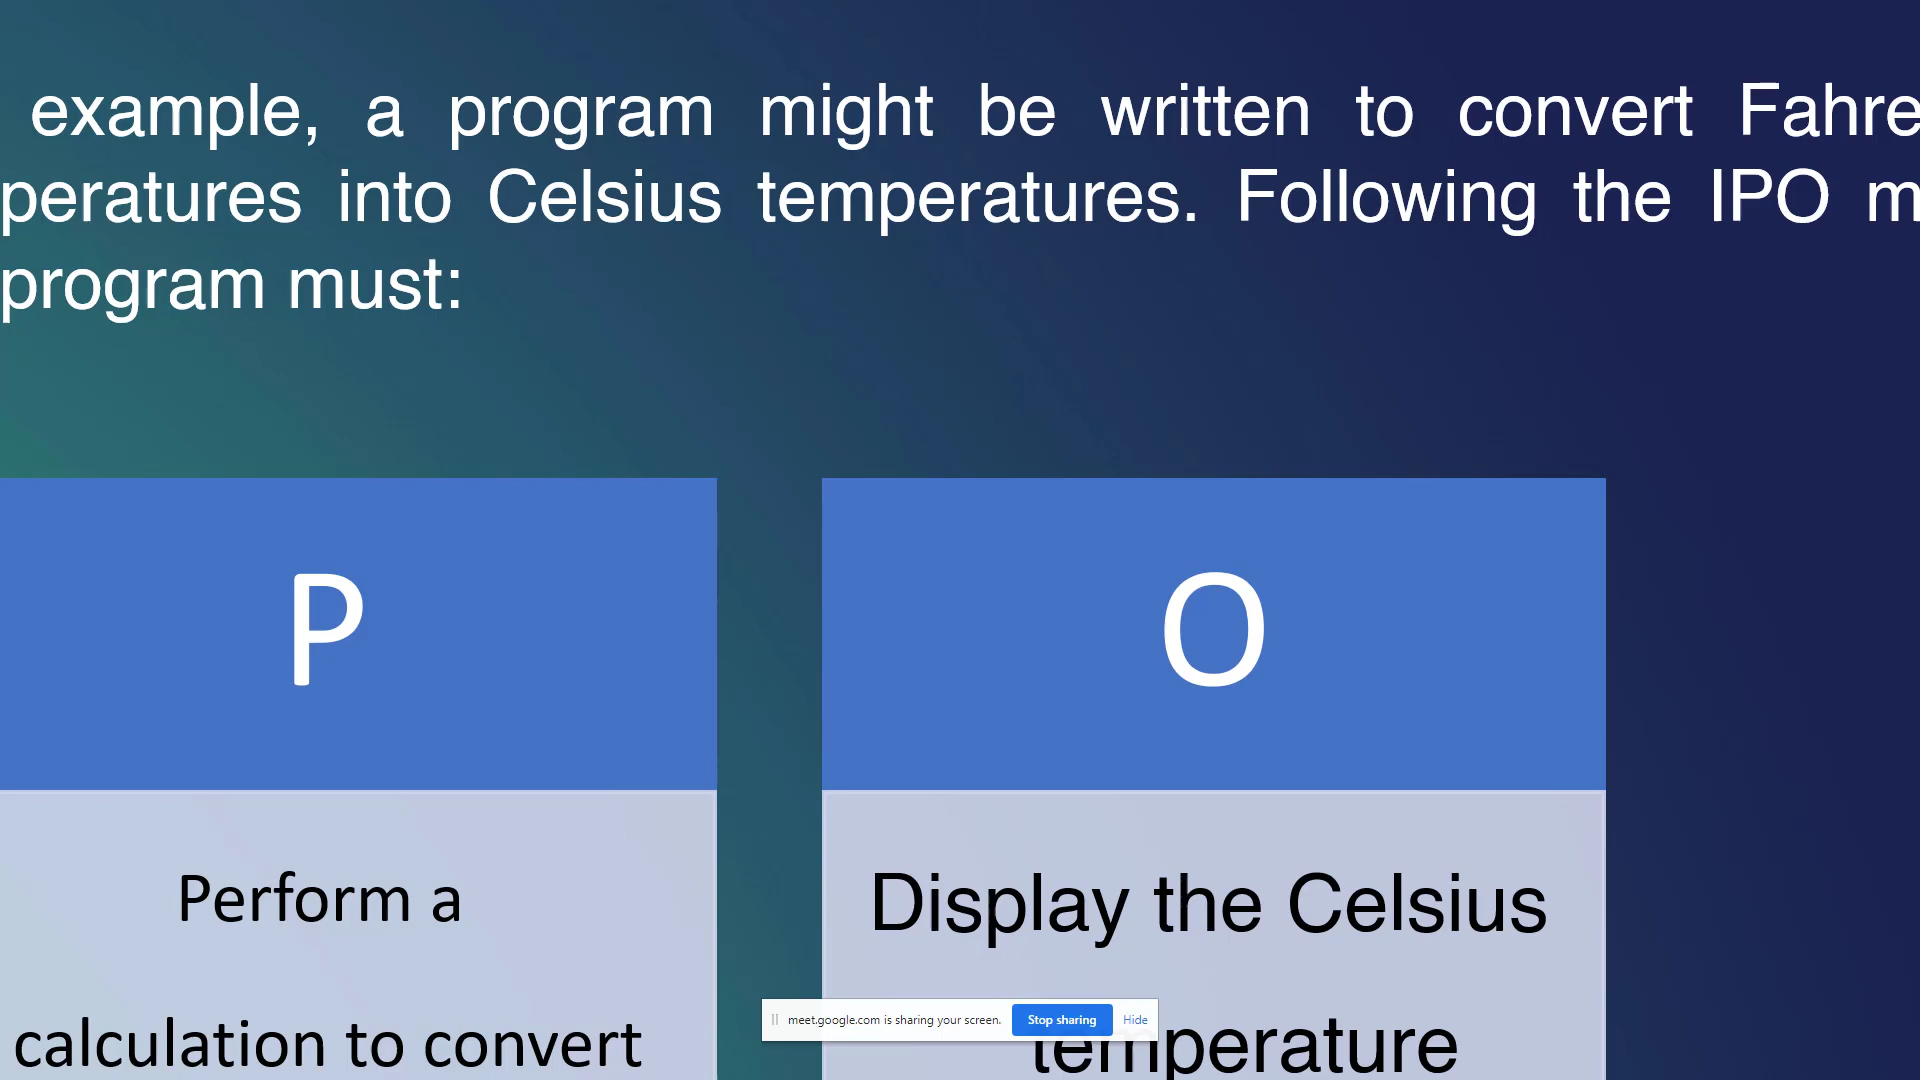 example, a program might be written to convert Fahre
peratures into Celsius temperatures. Following the IPO m
program must:
P
O
Perform a
calculation to convert
Display the Celsius
temperature
meet.google.com is sharing your screen. Stop sharing Hide